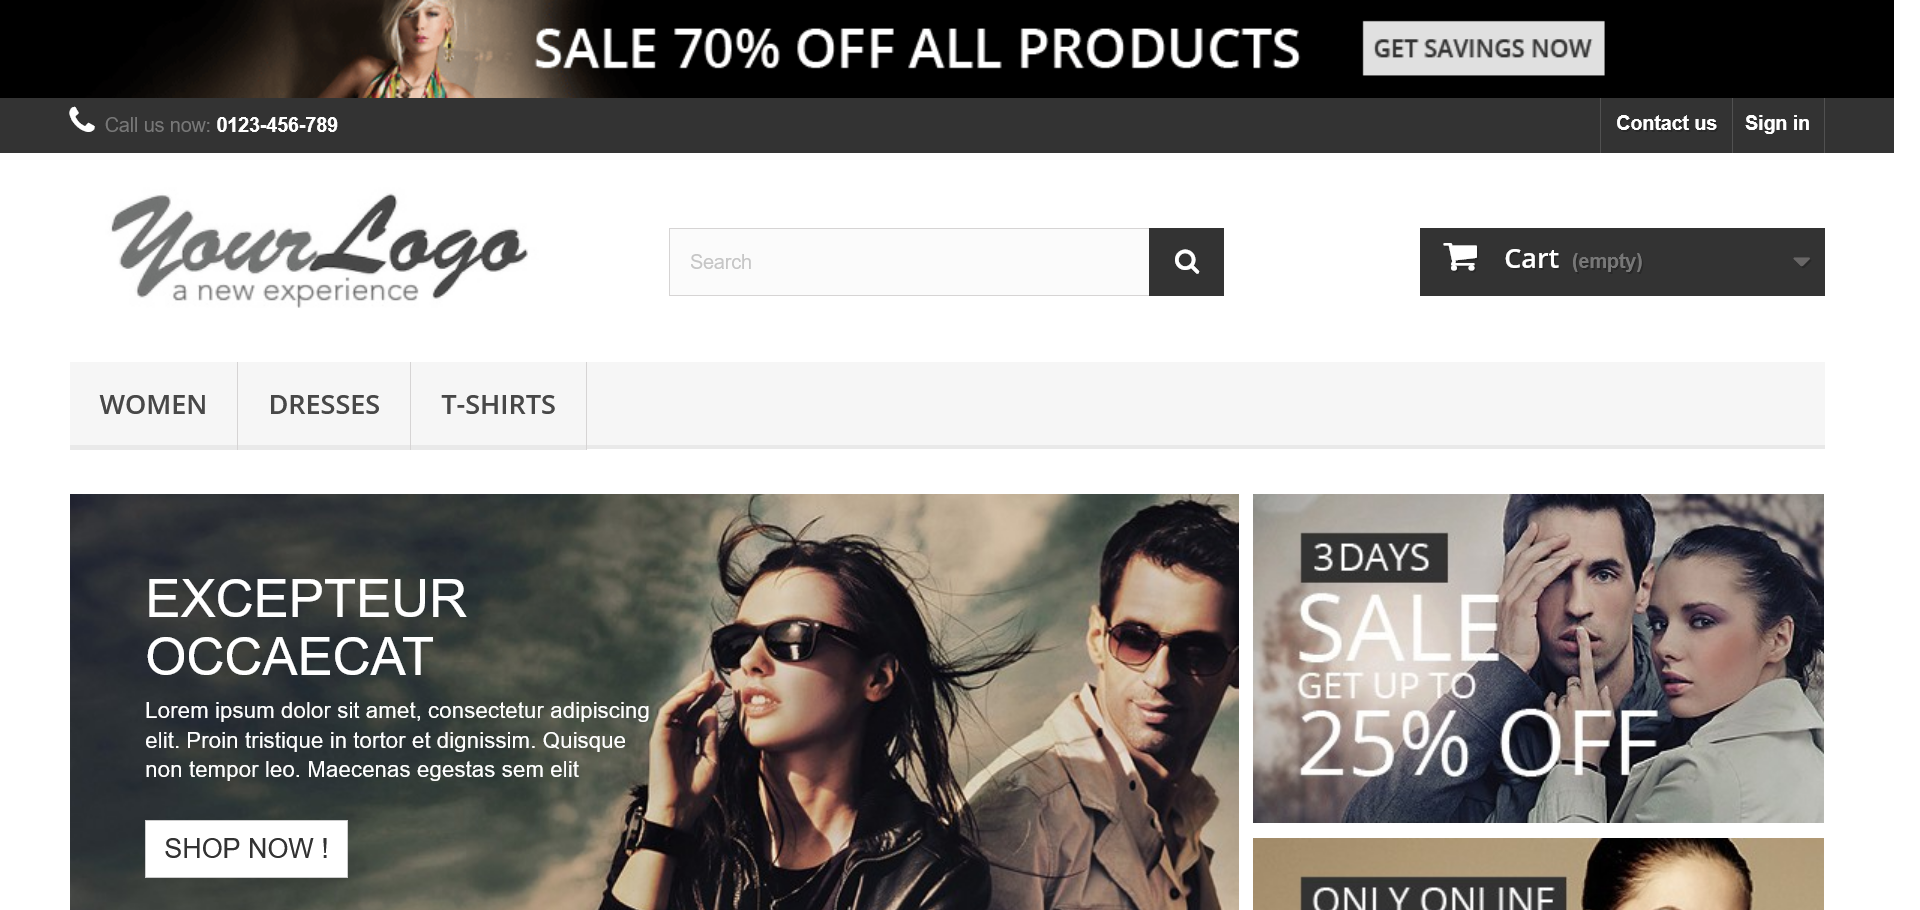 SALE 70% OFF ALL PRODUCTS
GET SAVINGS NOW
Call us now: 0123-456-789
Contact us
Sign in
Your Logo
a new experience
Search
Cart (empty)
WOMEN
DRESSES
T-SHIRTS
EXCEPTEUR
OCCAECAT
Lorem ipsum dolor sit amet, consectetur adipiscing
elit. Proin tristique in tortor et dignissim. Quisque
non tempor leo. Maecenas egestas sem elit
SHOP NOW !
3 DAYS
SALE
GET UP TO
25% OFF
ONLY ONLINE